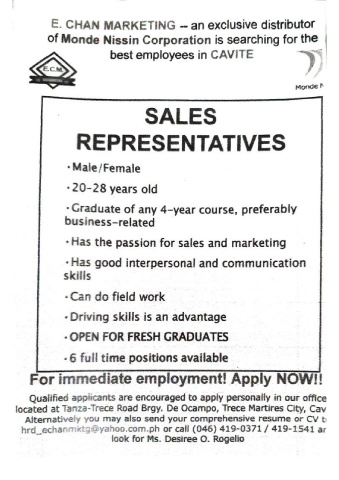 E. CHAN MARKETING – an exclusive distributor
of Monde Nissin Corporation is searching for the
best employees in CAVITE
E.C.M.
Monde N
SALES
REPRESENTATIVES
· Male/Female
· 20-28 years old
· Graduate of any 4-year course, preferably
business-related
· Has the passion for sales and marketing
· Has good interpersonal and communication
skills
· Can do field work
· Driving skills is an advantage
· OPEN FOR FRESH GRADUATES
· 6 full time positions available
For immediate employment! Apply NOW!!
Qualified applicants are encouraged to apply personally in our office
located at Tanza-Trece Road Brgy. De Ocampo, Trece Martires City, Cav
Alternatively you may also send your comprehensive resume or CV t
hrd_echanmktg@yahoo.com.ph or call (046) 419-0371 / 419-1541 ar
look for Ms. Desiree O. Rogelio